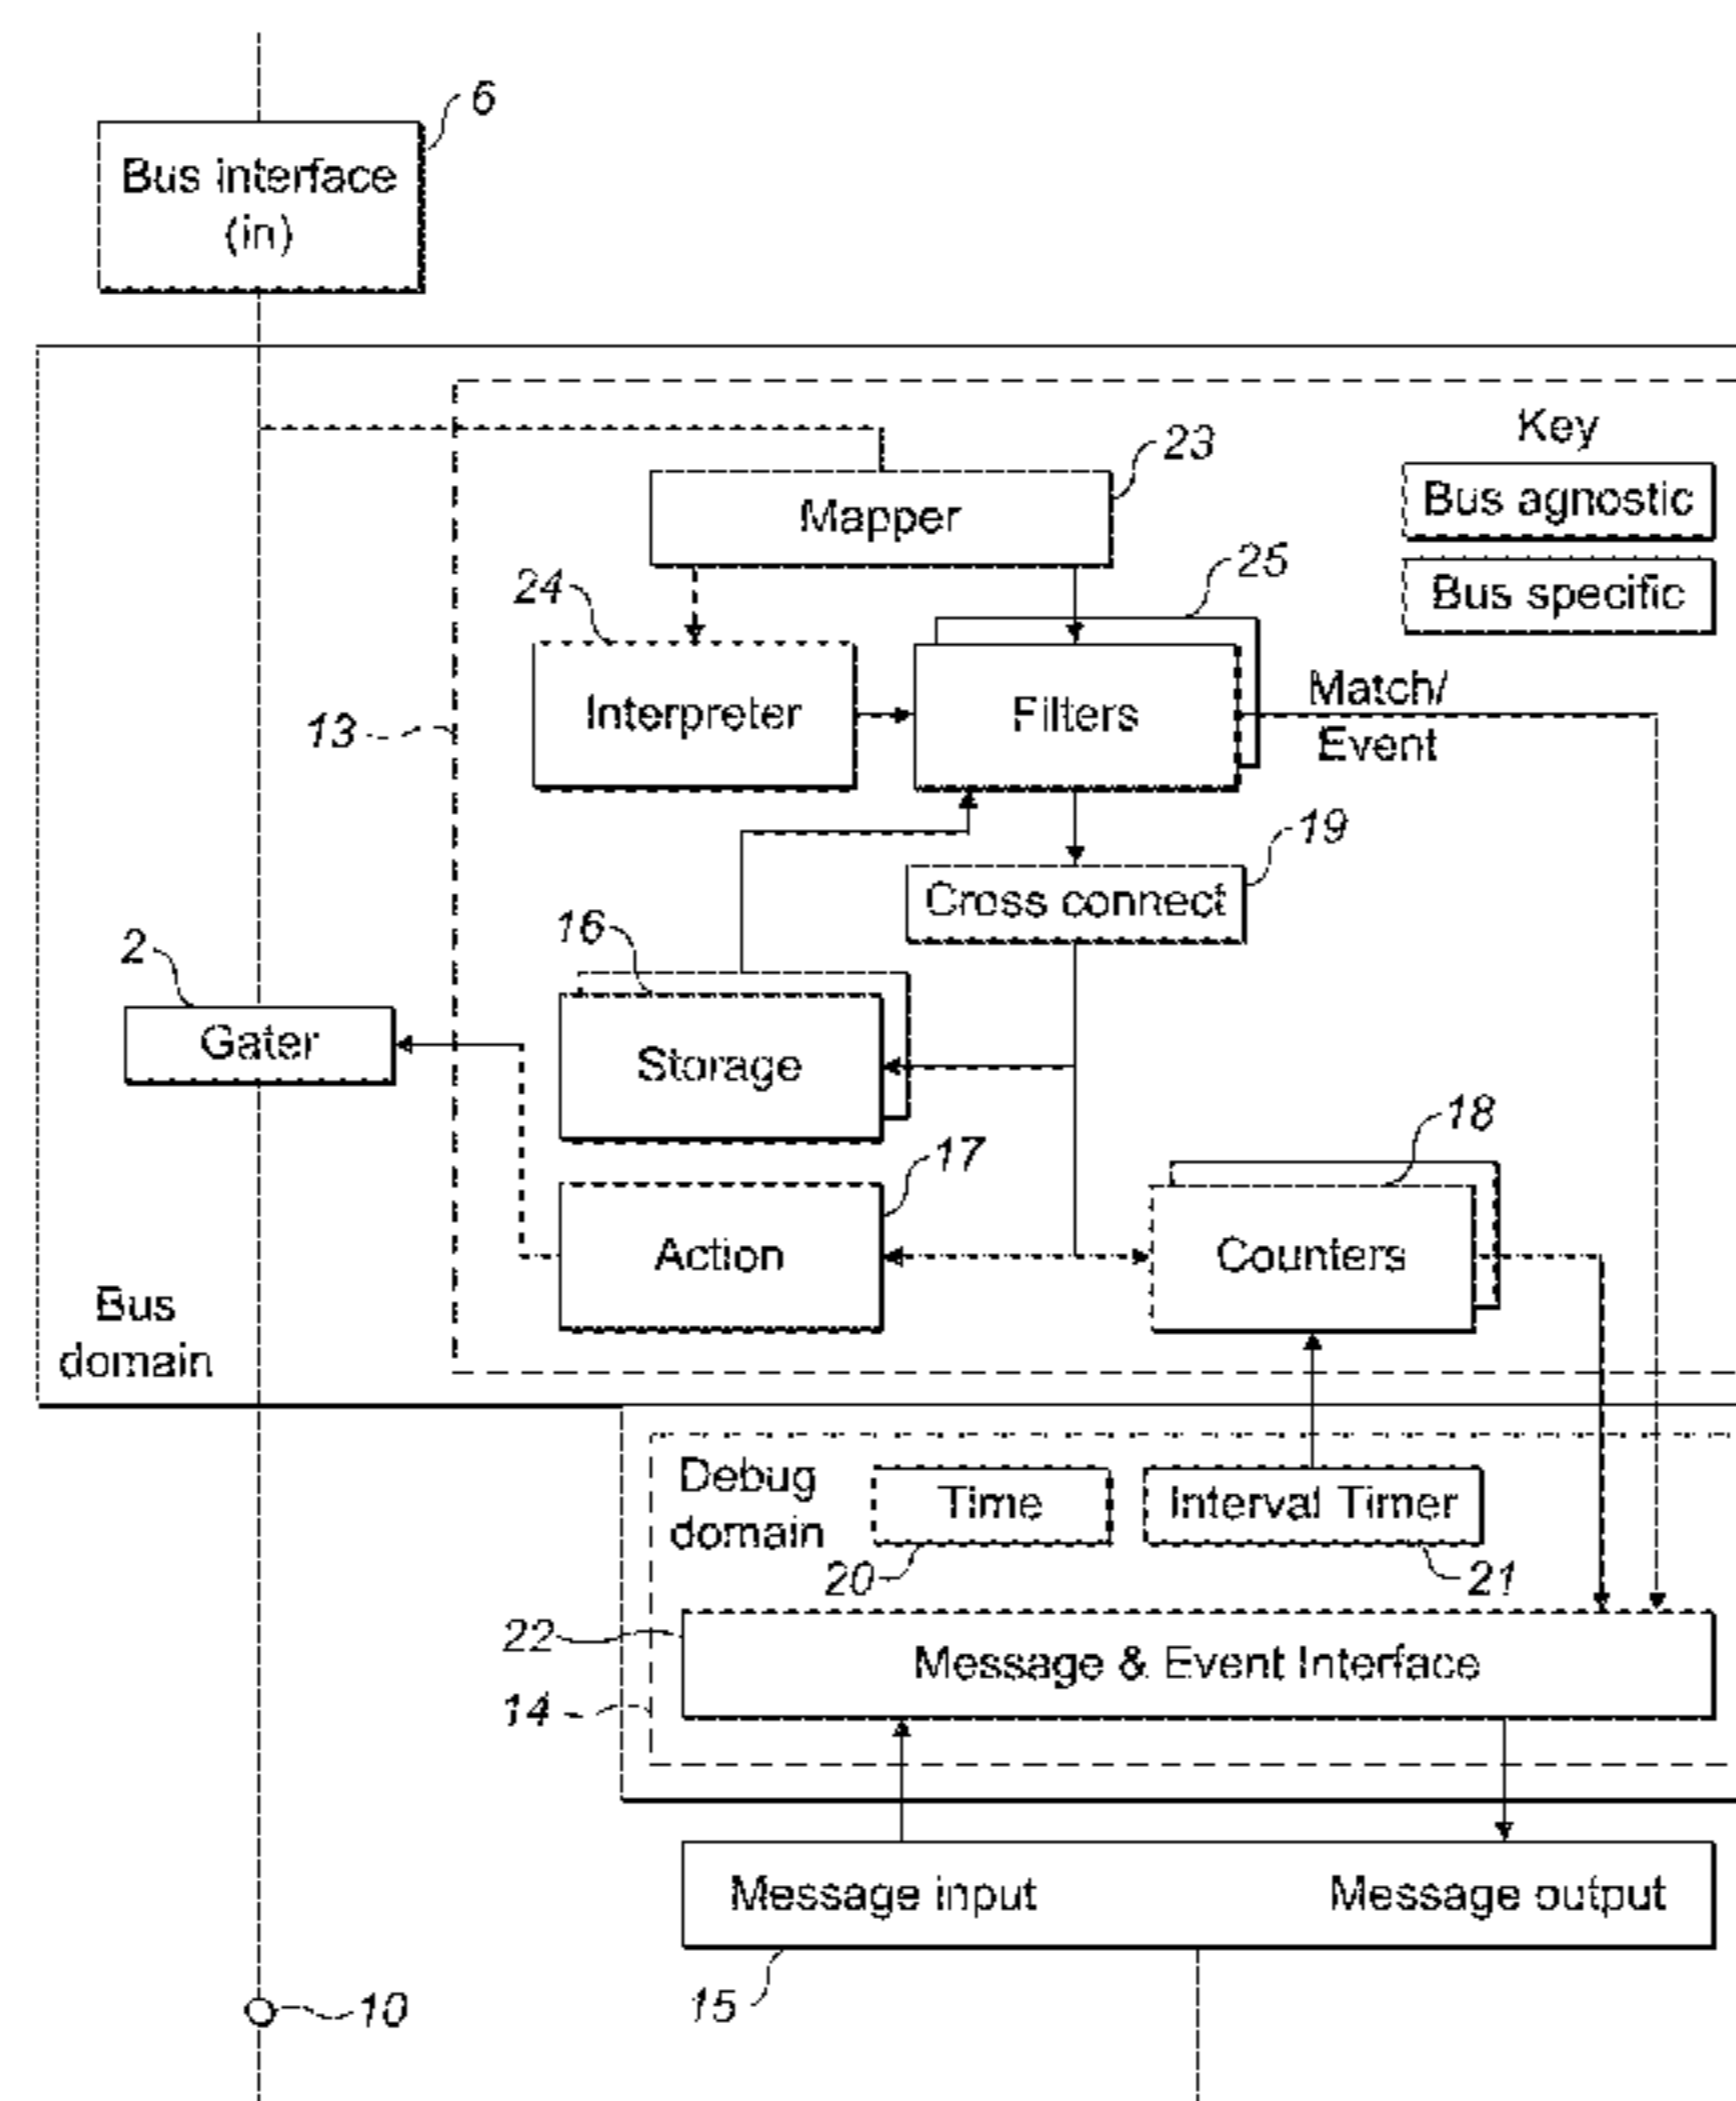 6
Bus interface
(in)
Key
23
Mapper
Bus agnostic
25
24
Bus specific
13
Interpreter
Filters
Match/
Event
19
Cross connect
16
2
Gater
Storage
18
17
Action
Counters
Bus
domain
Debug
domain
Time
Interval Timer
20
21
22
Message & Event Interface
14
Message input
Message output
15
10